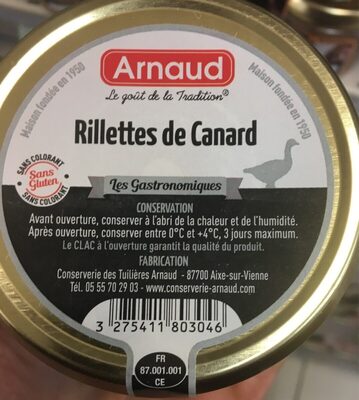 Arnaud
Le goût de la Tradition®
Maison fondée en 1950
Maison fondée en 1950
Rillettes de Canard
SANS COLORANT
Sans Gluten
SANS COLORANT
Les Gastronomiques
CONSERVATION
Avant ouverture, conserver à l'abri de la chaleur et de l'humidité.
Après ouverture, conserver entre 0°C et +4°C, 3 jours maximum.
Le CLAC à l'ouverture garantit la qualité du produit.
FABRICATION
Conserverie des Tuilières Arnaud - 87700 Aixe-sur-Vienne
Tél. 05 55 70 29 03 - www.conserverie-arnaud.com
3 275411 803046
FR
87.001.001
CE